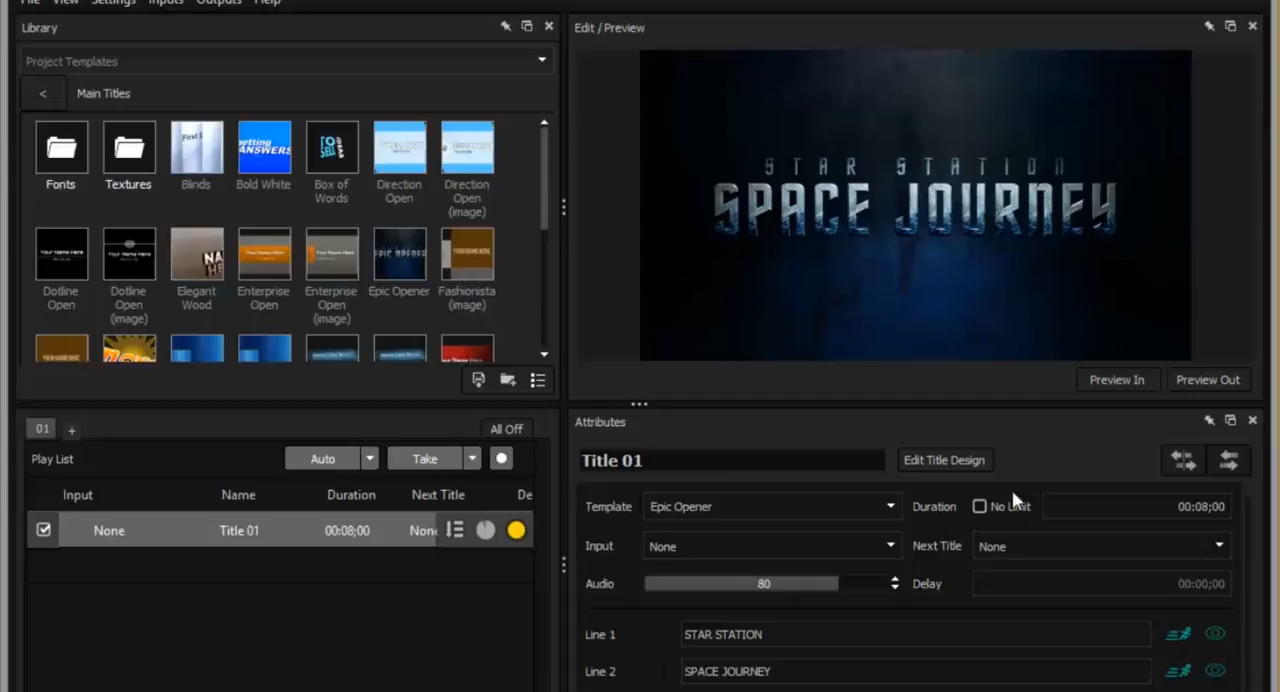 File View Settings Inputs Outputs Help
Library
Edit / Preview
Project Templates
<
Main Titles
STAR STATION
SPACE JOURNEY
Fonts
Textures
Blinds
Bold White
Box of
Words
Direction
Open
Direction
Open
(image)
Dotline
Open
Dotline
Open
(image)
Elegant
Wood
Enterprise
Open
Enterprise
Open
(image)
Epic Opener
Fashionista
(image)
Preview In
Preview Out
01
+
All Off
Attributes
Play List
Auto
Take
Title 01
Edit Title Design
Input
Name
Duration
Next Title
De
None
Title 01
00:08;00
None
Template
Epic Opener
Duration
No Limit
00:08;00
Input
None
Next Title
None
Audio
80
Delay
00:00;00
Line 1
STAR STATION
Line 2
SPACE JOURNEY